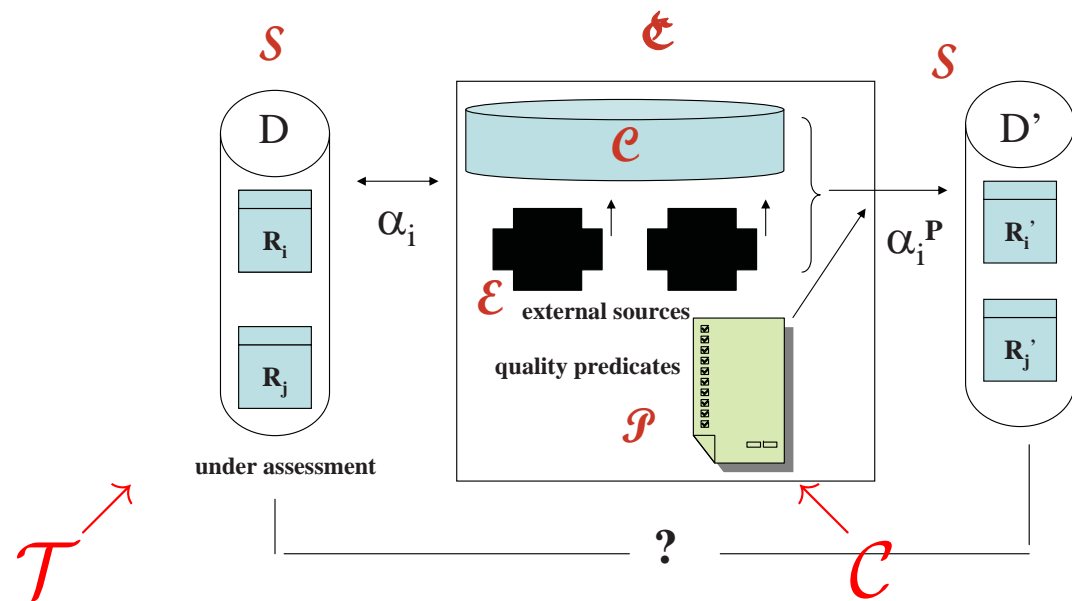 𝒮
ℭ
𝒮
D
𝒞
D’
αᵢ
αᵢᴾ
Rᵢ
Rᵢ’
ℰ
external sources
Rⱼ
quality predicates
Rⱼ’
𝒫
under assessment
𝒯
?
𝒞